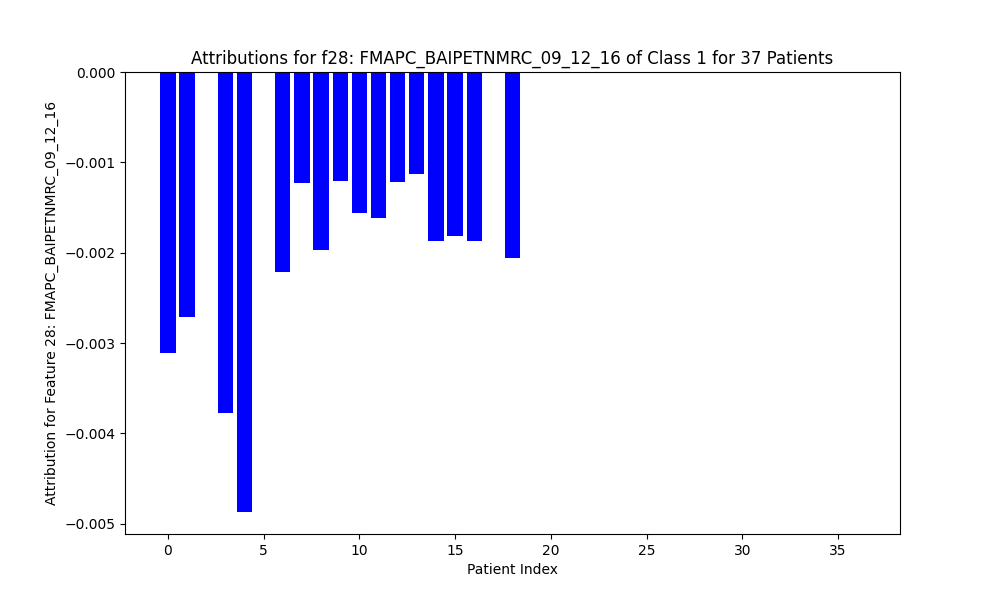 Attributions for f28: FMAPC_BAIPETNMRC_09_12_16 of Class 1 for 37 Patients
Attribution for Feature 28: FMAPC_BAIPETNMRC_09_12_16
0.000
−0.001
−0.002
−0.003
−0.004
−0.005
0 5 10 15 20 25 30 35
Patient Index